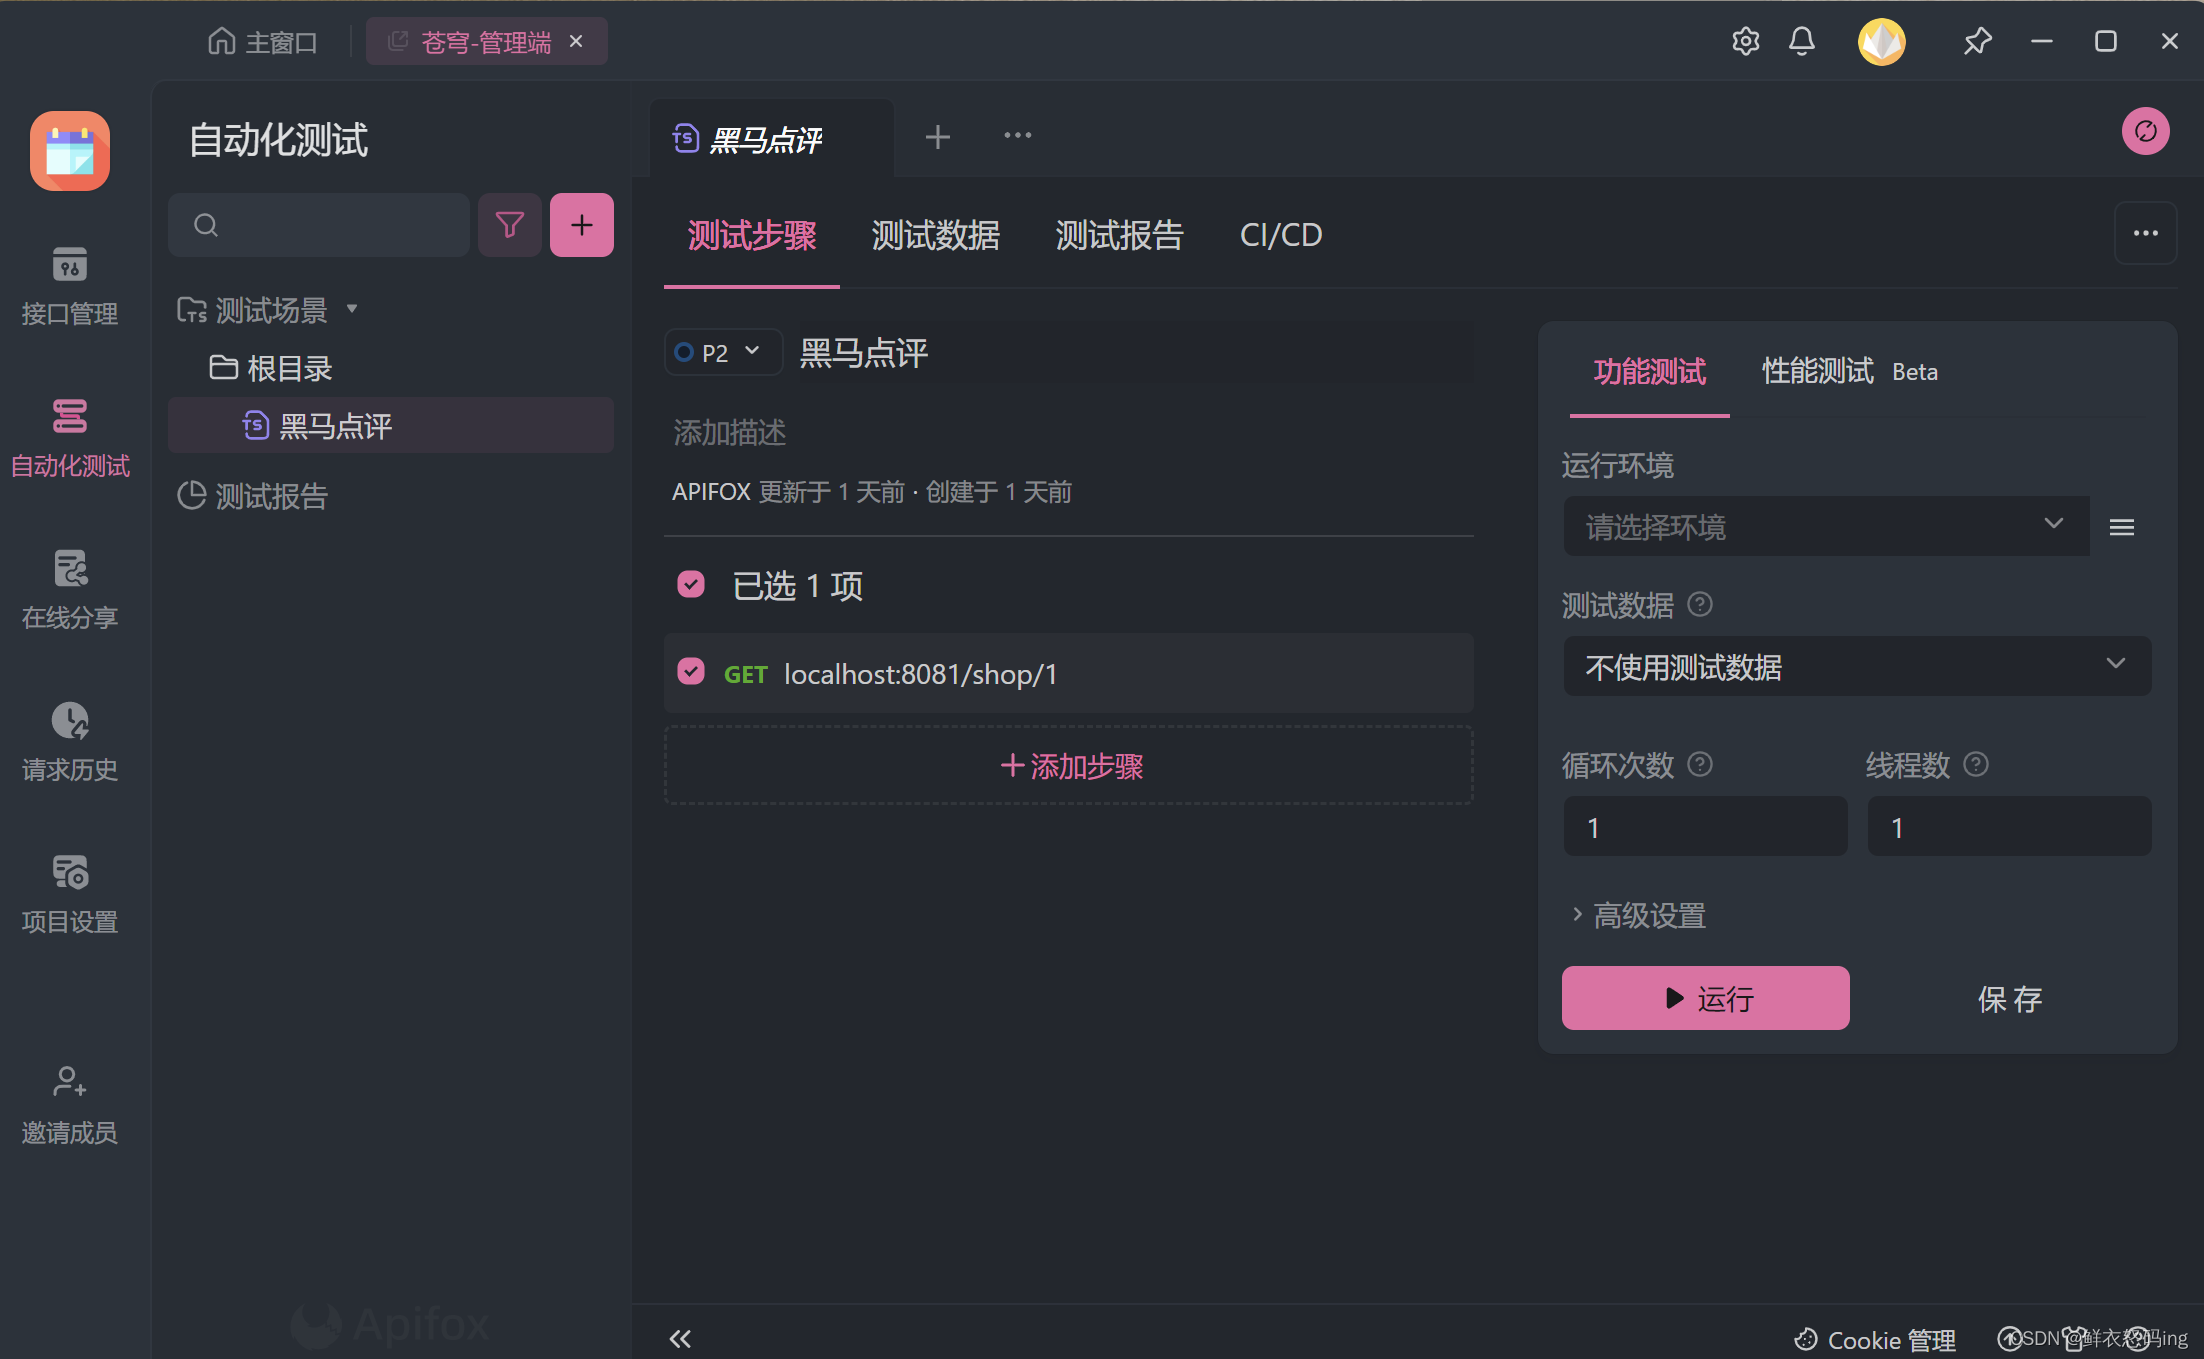 主窗口
苍穹-管理端
自动化测试
黑马点评
接口管理
自动化测试
在线分享
请求历史
项目设置
邀请成员
测试场景
根目录
黑马点评
测试报告
测试步骤 测试数据 测试报告 CI/CD
P2 黑马点评
添加描述
APIFOX 更新于 1 天前 · 创建于 1 天前
已选 1 项
GET localhost:8081/shop/1
添加步骤
功能测试 性能测试 Beta
运行环境
请选择环境
测试数据
不使用测试数据
循环次数 线程数
1 1
高级设置
运行 保 存
Apifox
Cookie 管理
CSDN @鲜衣怒码ing